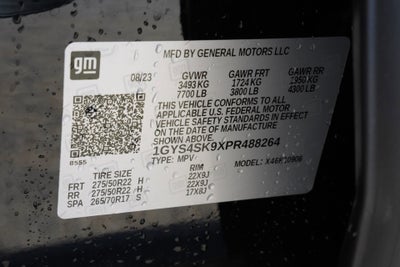 gm
MFD BY GENERAL MOTORS LLC
08/23 GVWR GAWR FRT GAWR RR
3493 KG 1724 KG 1950 KG
7700 LB 3800 LB 4300 LB
THIS VEHICLE CONFORMS TO ALL
APPLICABLE U.S. FEDERAL MOTOR
VEHICLE SAFETY STANDARDS IN EFFECT
ON THE DATE OF MANUFACTURE
SHOWN ABOVE.
1GYS4SK9XPR488264
TYPE: MPV MODEL:
TIRE SIZE RIM
FRT 275/50R22 H 22X9J
RR 275/50R22 H 22X9J
SPA 265/70R17 S 17X8J